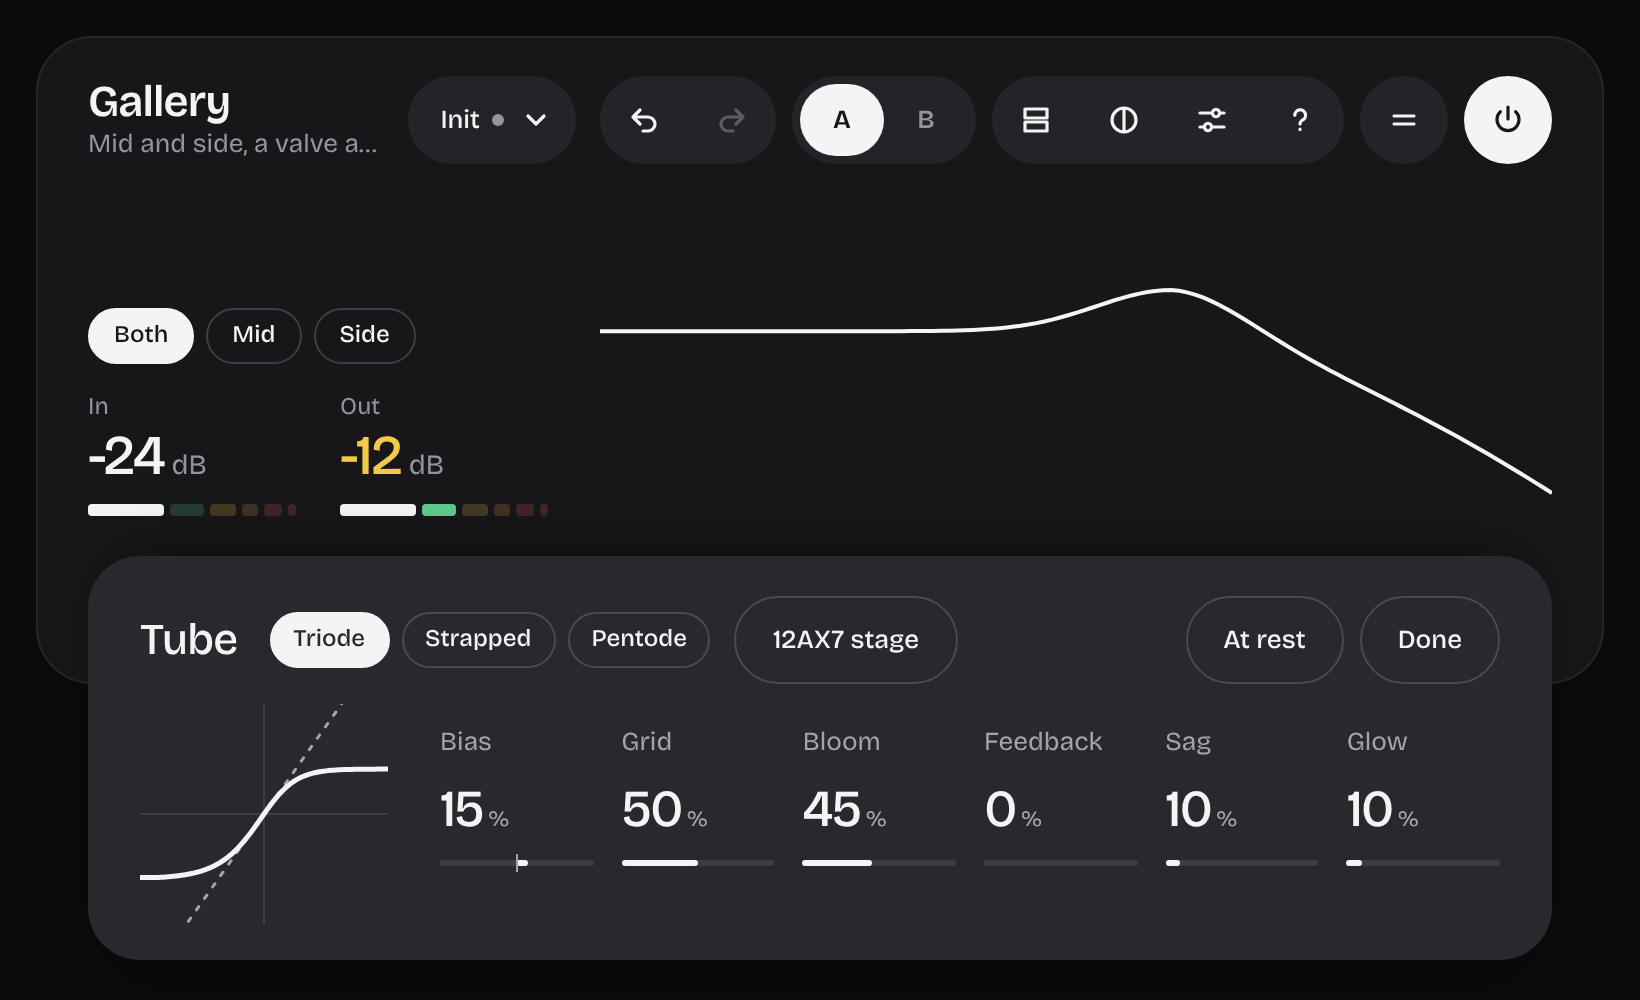 Gallery
Mid and side, a valve a...
Init
A B
?
Both Mid Side
In Out
-24 dB -12 dB
Tube Triode Strapped Pentode 12AX7 stage At rest Done
Bias Grid Bloom Feedback Sag Glow
15 % 50 % 45 % 0 % 10 % 10 %